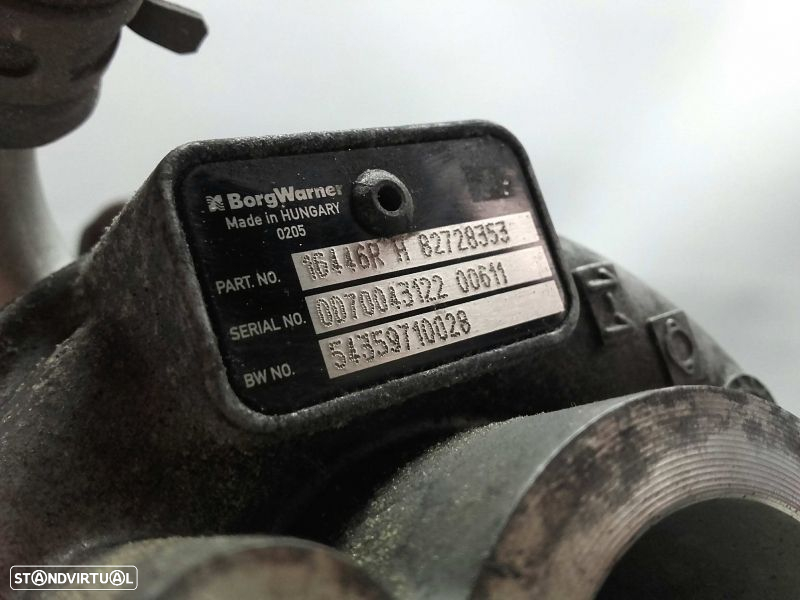 BorgWarner
Made in HUNGARY
0205
PART. NO. 16446R H 82728353
SERIAL NO. 0070043122 00611
BW NO. 54359710028
STANDVIRTUAL